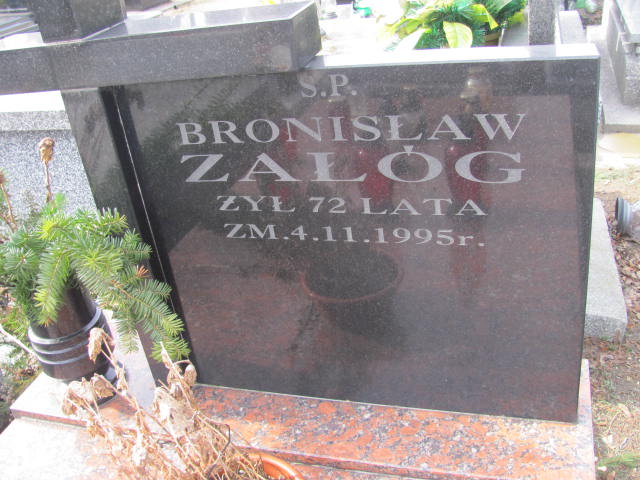 S.P.
BRONISŁAW
ZAŁÓG
ŻYŁ 72 LATA
ZM.4.11.1995r.